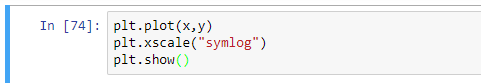 In [74]: plt.plot(x,y)
plt.xscale("symlog")
plt.show()